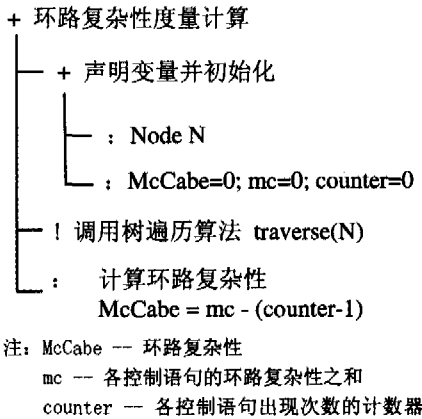 + 环路复杂性度量计算
+ 声明变量并初始化
: Node N
: McCabe=0; mc=0; counter=0
! 调用树遍历算法 traverse(N)
: 计算环路复杂性
McCabe = mc - (counter-1)
注: McCabe -- 环路复杂性
mc -- 各控制语句的环路复杂性之和
counter -- 各控制语句出现次数的计数器